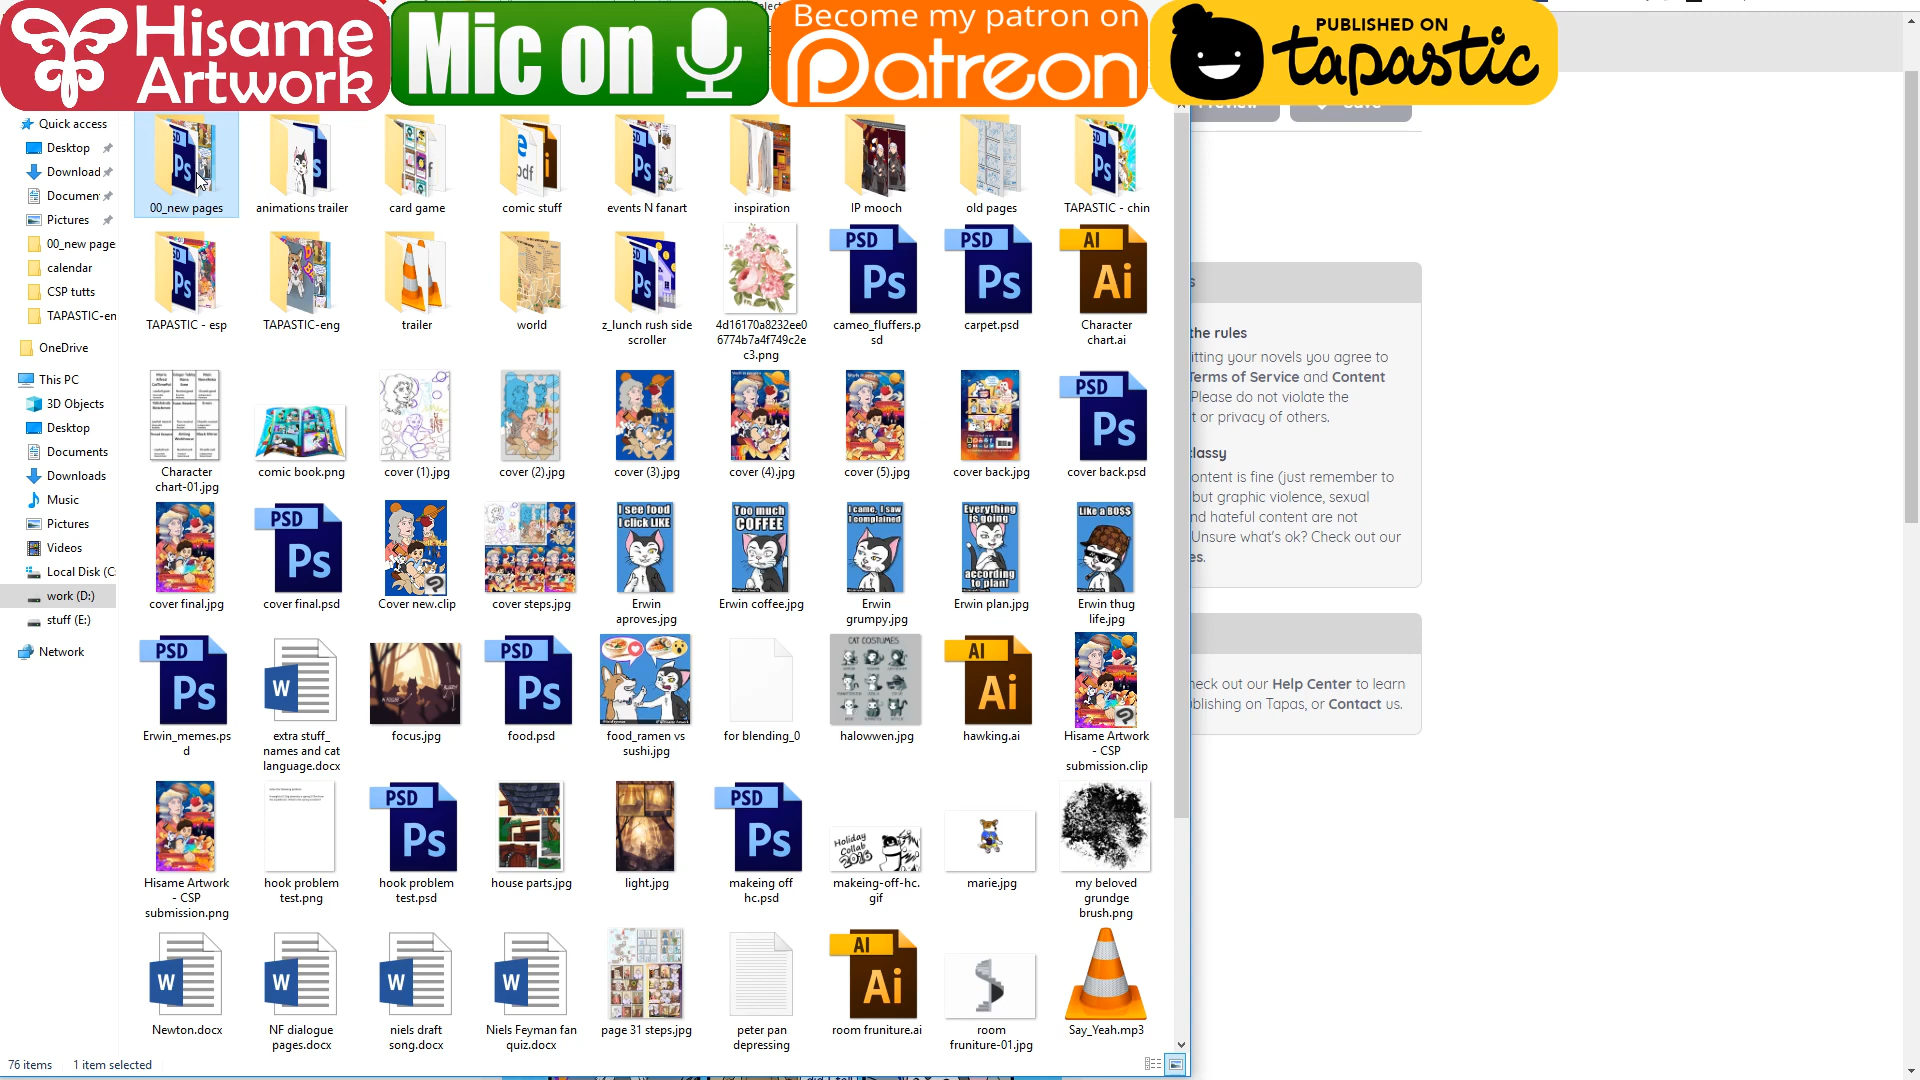 Hisame
Artwork
Mic on
Become my patron on
Patreon
PUBLISHED ON
tapastic
Save
Quick access
Desktop
Download
Documen
Pictures
00_new page
calendar
CSP tutts
TAPASTIC-en
OneDrive
This PC
3D Objects
Desktop
Documents
Downloads
Music
Pictures
Videos
Local Disk (C:
work (D:)
stuff (E:)
Network
00_new pages
animations trailer
card game
comic stuff
events N fanart
inspiration
IP mooch
old pages
TAPASTIC - chin
TAPASTIC - esp
TAPASTIC-eng
trailer
world
z_lunch rush side
scroller
4d16170a8232ee0
6774b7a4f749c2e
c3.png
cameo_fluffers.p
sd
carpet.psd
Character
chart.ai
Character
chart-01.jpg
comic book.png
cover (1).jpg
cover (2).jpg
cover (3).jpg
cover (4).jpg
cover (5).jpg
cover back.jpg
cover back.psd
I see food
I click LIKE
Too much
COFFEE
I came, I saw
I complained
Everything
is going
according
to plan!
Like a BOSS
cover final.jpg
cover final.psd
Cover new.clip
cover steps.jpg
Erwin
aproves.jpg
Erwin coffee.jpg
Erwin
grumpy.jpg
Erwin plan.jpg
Erwin thug
life.jpg
CAT COSTUMES
Erwin_memes.ps
d
extra stuff_
names and cat
language.docx
focus.jpg
food.psd
food_ramen vs
sushi.jpg
for blending_0
halowwen.jpg
hawking.ai
Hisame Artwork
- CSP
submission.clip
Holiday
Collab
2016
Hisame Artwork
- CSP
submission.png
hook problem
test.png
hook problem
test.psd
house parts.jpg
light.jpg
makeing off
hc.psd
makeing-off-hc.
gif
marie.jpg
my beloved
grundge
brush.png
Newton.docx
NF dialogue
pages.docx
niels draft
song.docx
Niels Feyman fan
quiz.docx
page 31 steps.jpg
peter pan
depressing
room fruniture.ai
room
fruniture-01.jpg
Say_Yeah.mp3
76 items
1 item selected
the rules
itting your novels you agree to
Terms of Service and Content
Please do not violate the
t or privacy of others.
classy
ontent is fine (just remember to
but graphic violence, sexual
nd hateful content are not
Unsure what's ok? Check out our
es.
heck out our Help Center to learn
ublishing on Tapas, or Contact us.